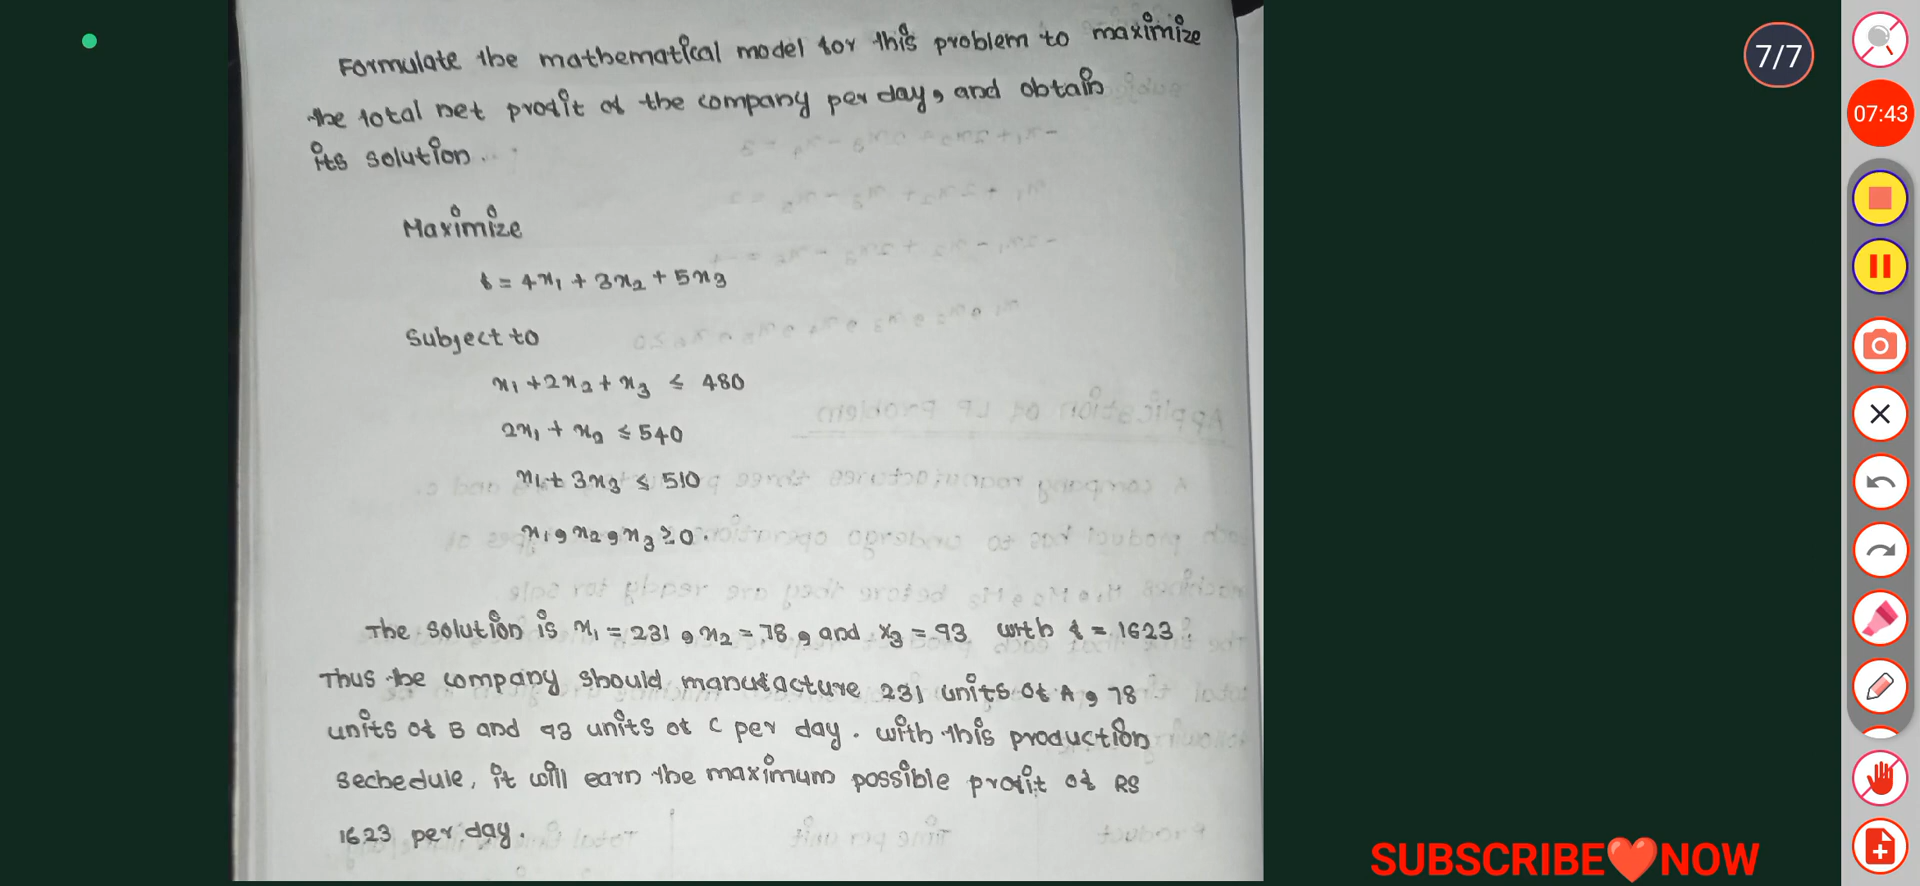 Formulate the mathematical model for this problem to maximize
the total net profit of the company per day, and obtain
its solution.
Maximize
f = 4x1 + 3x2 + 5x3
Subject to
x1 + 2x2 + x3 ≤ 480
2x1 + x2 ≤ 540
x1 + 3x3 ≤ 510
x1, x2, x3 ≥ 0.
The solution is x1 = 231, x2 = 78, and x3 = 93 with f = 1623.
Thus the company should manufacture 231 units of A, 78
units of B and 93 units of C per day. With this production
sechedule, it will earn the maximum possible profit of RS
1623 per day.
7/7
07:43
SUBSCRIBE❤NOW